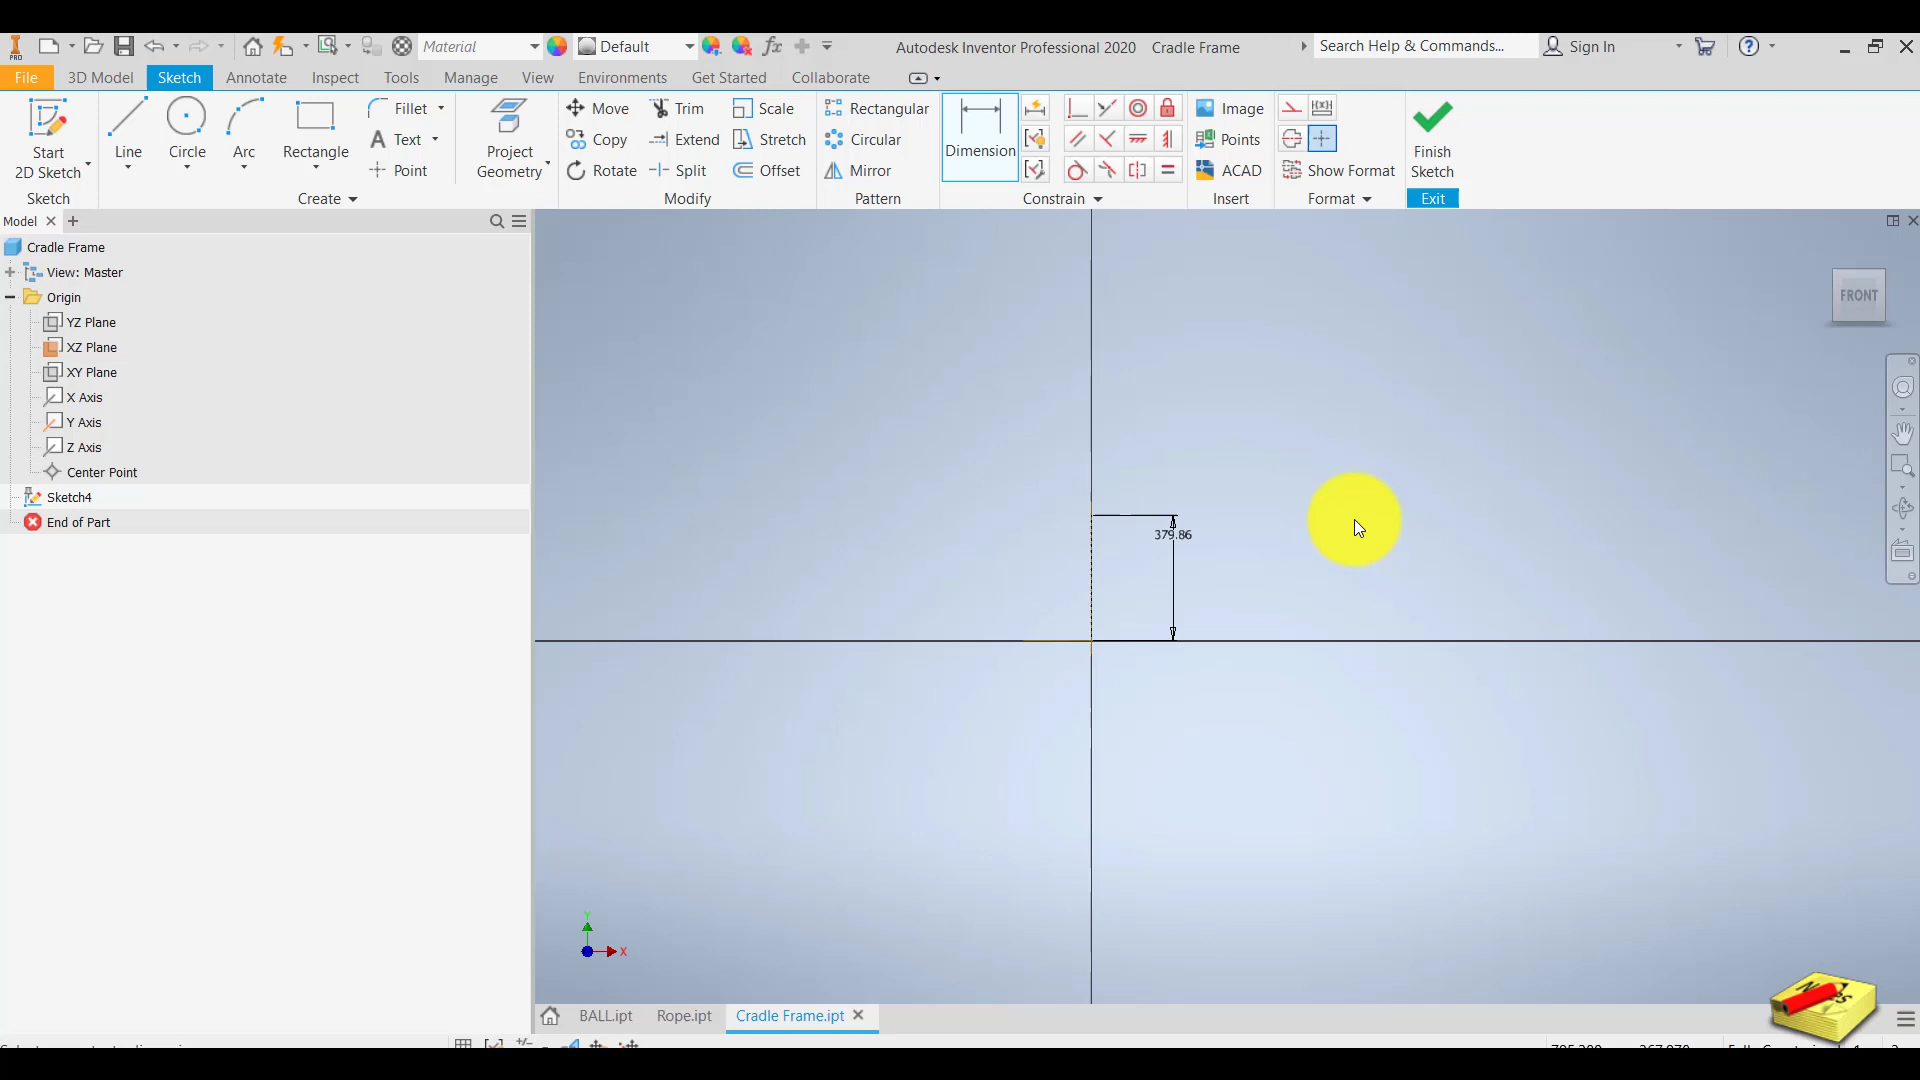 PRO
Material
Default
Autodesk Inventor Professional 2020 Cradle Frame
Search Help & Commands...
Sign In
File
3D Model
Sketch
Annotate
Inspect
Tools
Manage
View
Environments
Get Started
Collaborate
Start
2D Sketch
Line
Circle
Arc
Rectangle
Fillet
Text
Point
Project
Geometry
Move
Copy
Rotate
Trim
Extend
Split
Scale
Stretch
Offset
Rectangular
Circular
Mirror
Dimension
Image
Points
ACAD
Show Format
Finish
Sketch
Sketch
Create
Modify
Pattern
Constrain
Insert
Format
Exit
Model
Cradle Frame
View: Master
Origin
YZ Plane
XZ Plane
XY Plane
X Axis
Y Axis
Z Axis
Center Point
Sketch4
End of Part
FRONT
379.86
Y
X
Notes
BALL.ipt
Rope.ipt
Cradle Frame.ipt